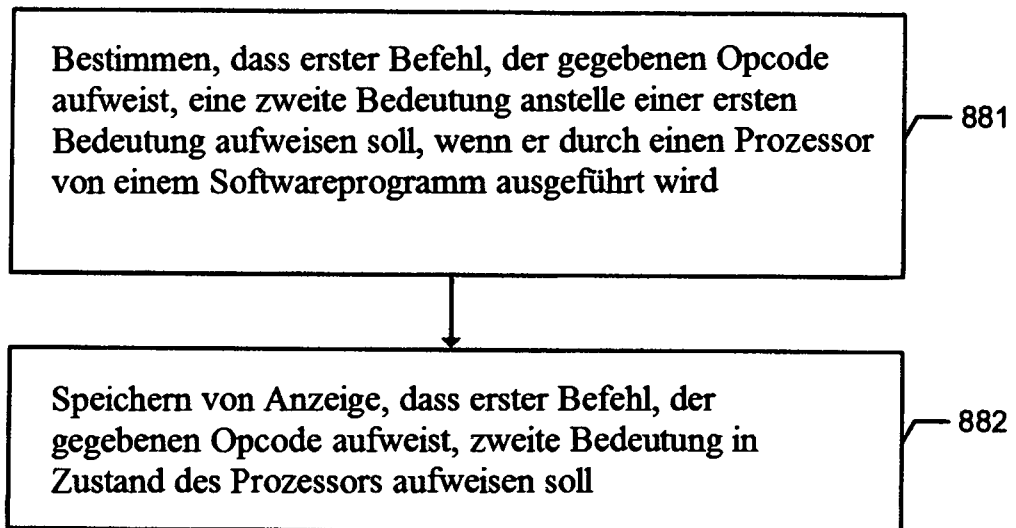 Bestimmen, dass erster Befehl, der gegebenen Opcode
aufweist, eine zweite Bedeutung anstelle einer ersten
Bedeutung aufweisen soll, wenn er durch einen Prozessor
von einem Softwareprogramm ausgeführt wird
881
Speichern von Anzeige, dass erster Befehl, der
gegebenen Opcode aufweist, zweite Bedeutung in
Zustand des Prozessors aufweisen soll
882